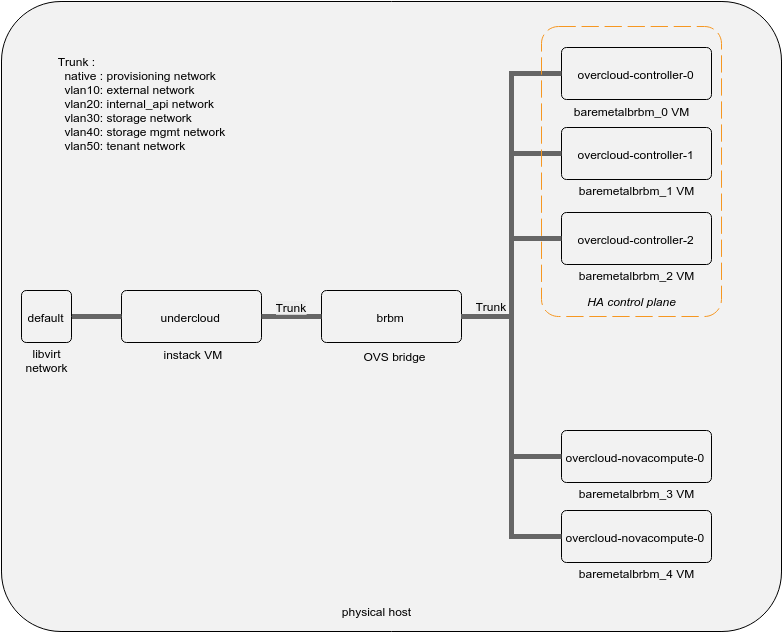 Trunk :
native : provisioning network
vlan10: external network
vlan20: internal_api network
vlan30: storage network
vlan40: storage mgmt network
vlan50: tenant network
overcloud-controller-0
baremetalbrbm_0 VM
overcloud-controller-1
baremetalbrbm_1 VM
overcloud-controller-2
baremetalbrbm_2 VM
HA control plane
default
libvirt
network
undercloud
instack VM
Trunk
brbm
OVS bridge
Trunk
overcloud-novacompute-0
baremetalbrbm_3 VM
overcloud-novacompute-0
baremetalbrbm_4 VM
physical host